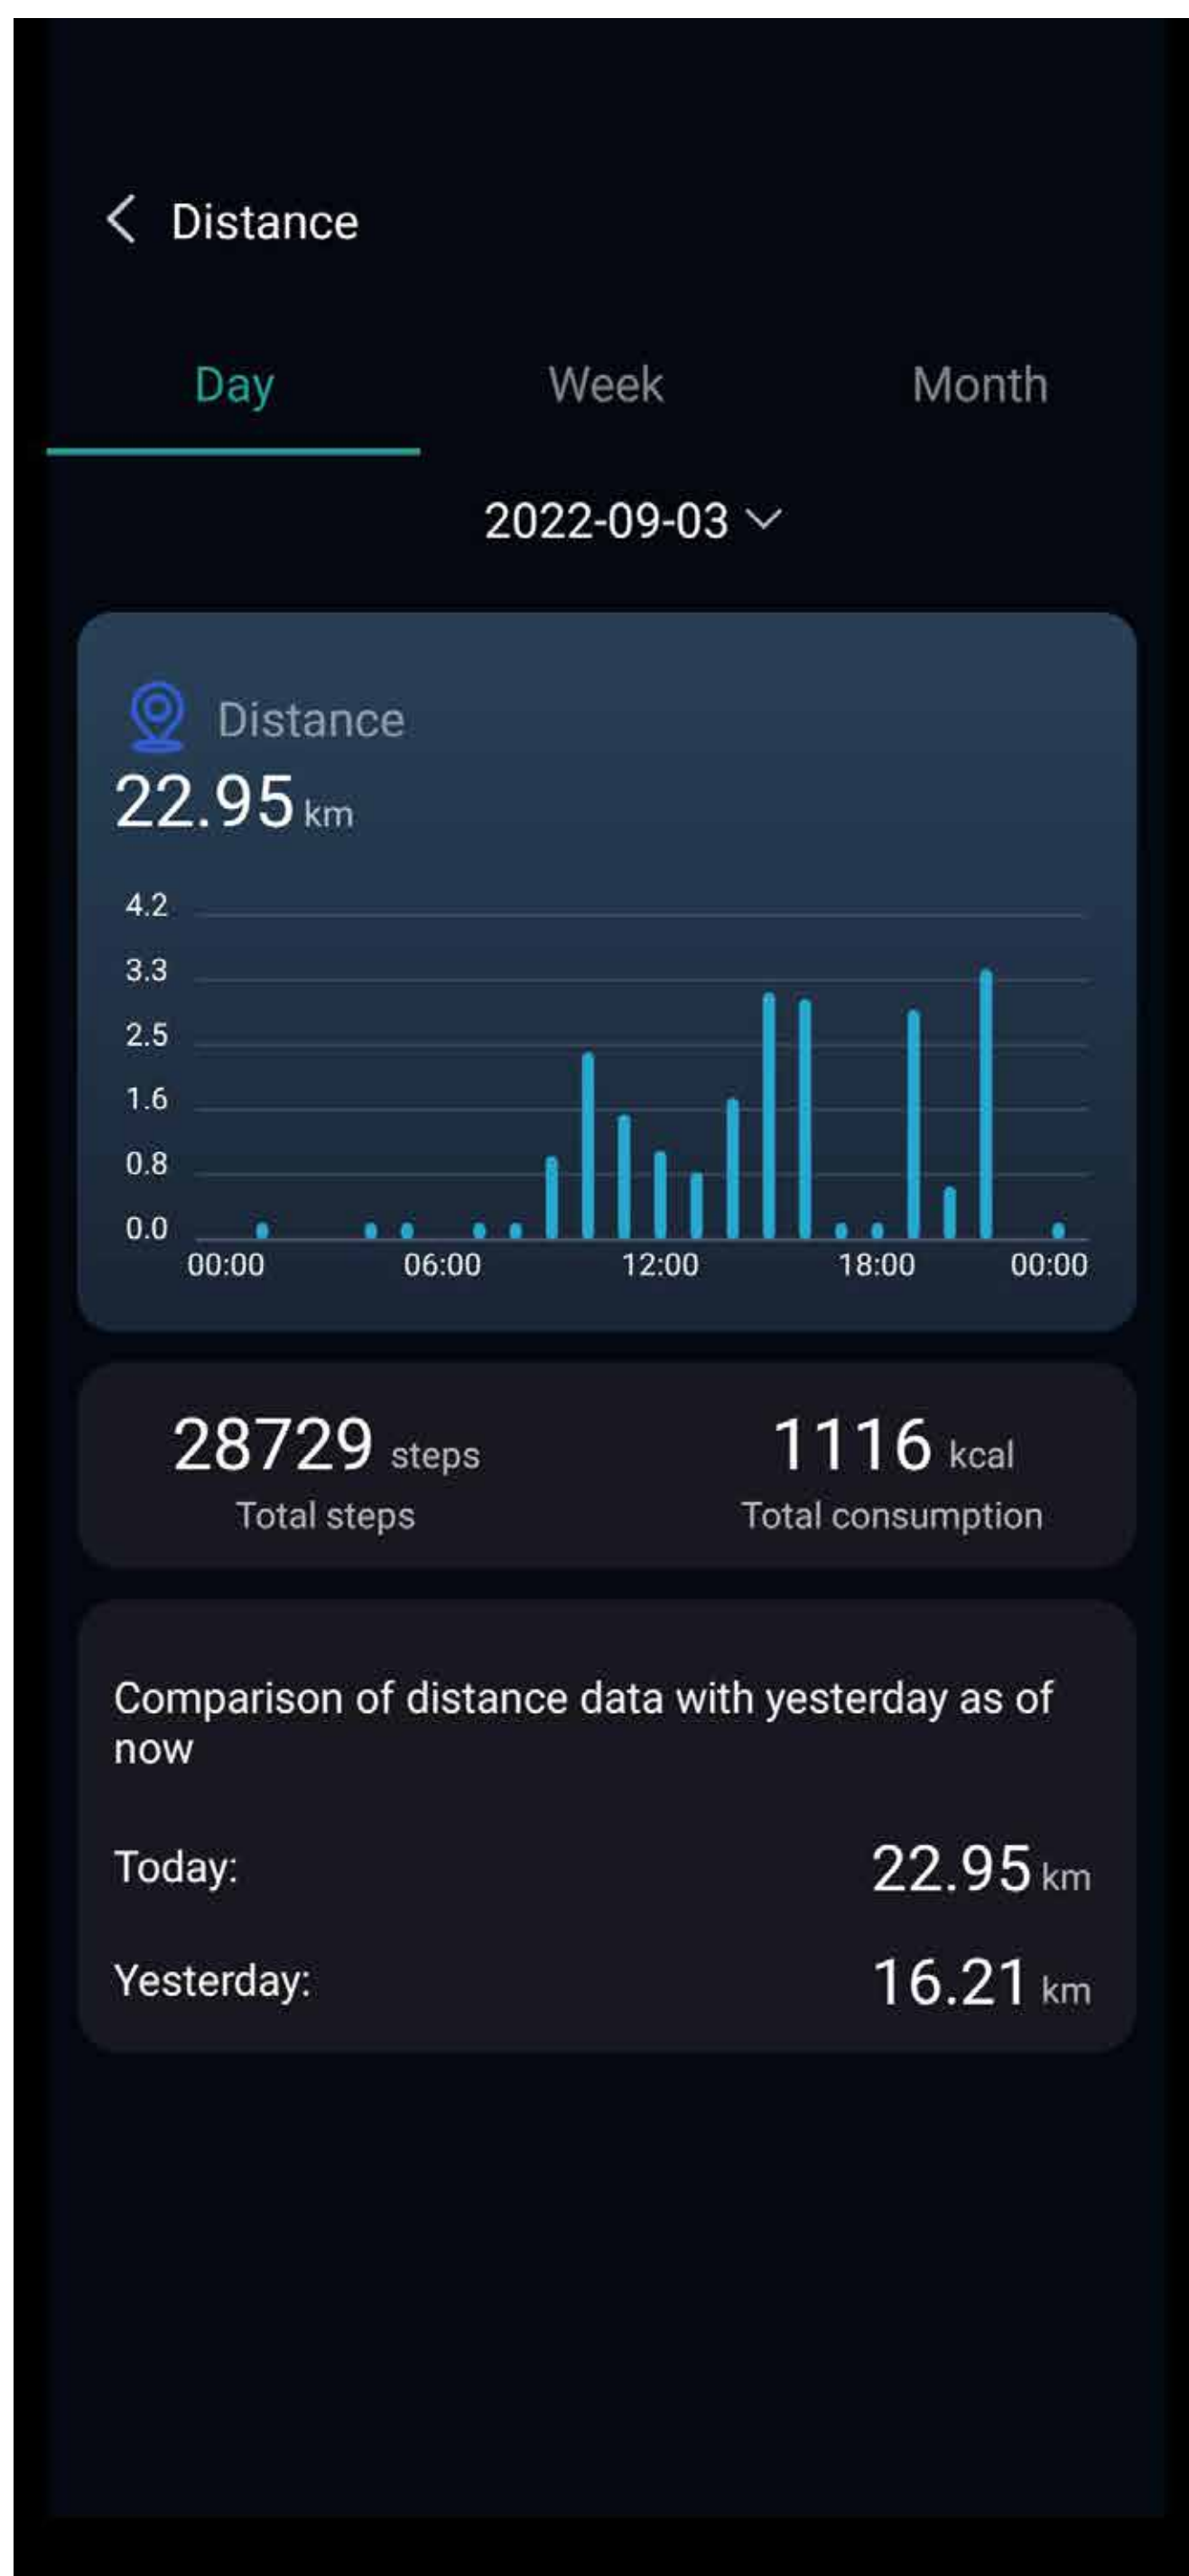 Distance
Day Week Month
2022-09-03
Distance
22.95 km
4.2
3.3
2.5
1.6
0.8
0.0
00:00 06:00 12:00 18:00 00:00
28729 steps 1116 kcal
Total steps Total consumption
Comparison of distance data with yesterday as of
now
Today: 22.95 km
Yesterday: 16.21 km